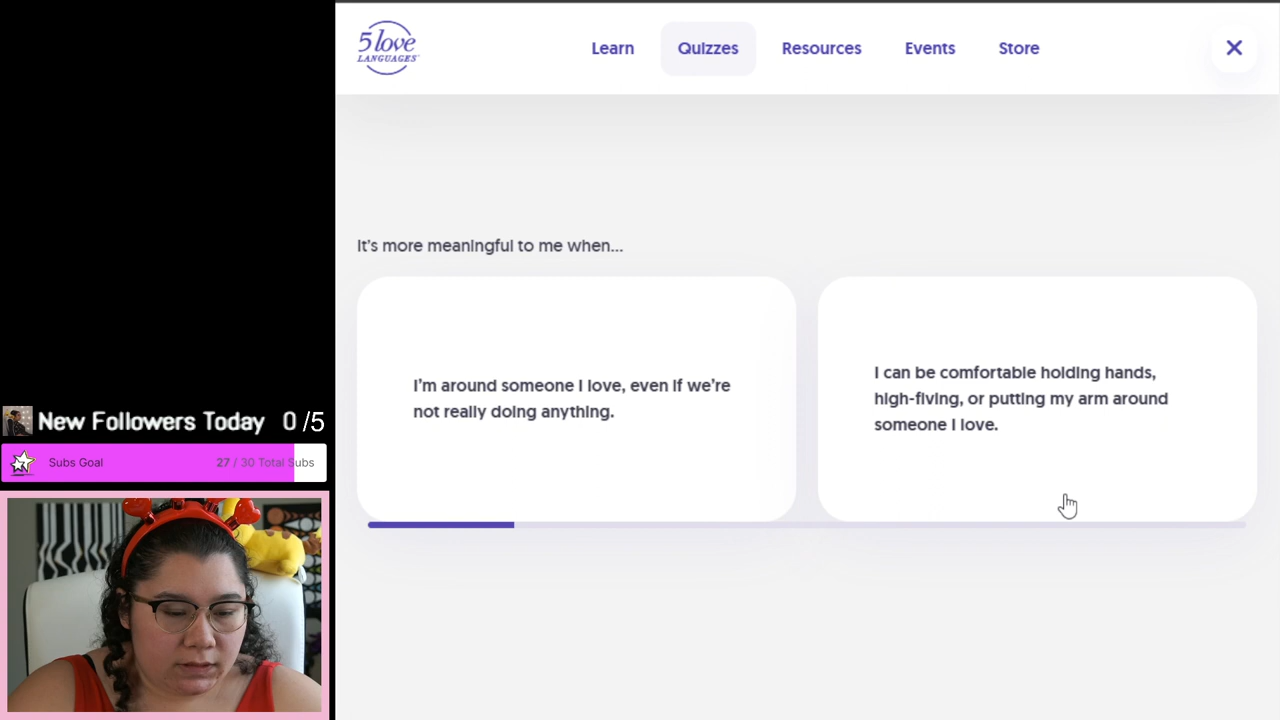 5 love
LANGUAGES
Learn
Quizzes
Resources
Events
Store
It's more meaningful to me when...
I'm around someone I love, even if we're
not really doing anything.
I can be comfortable holding hands,
high-fiving, or putting my arm around
someone I love.
New Followers Today 0 /5
Subs Goal
27 / 30 Total Subs